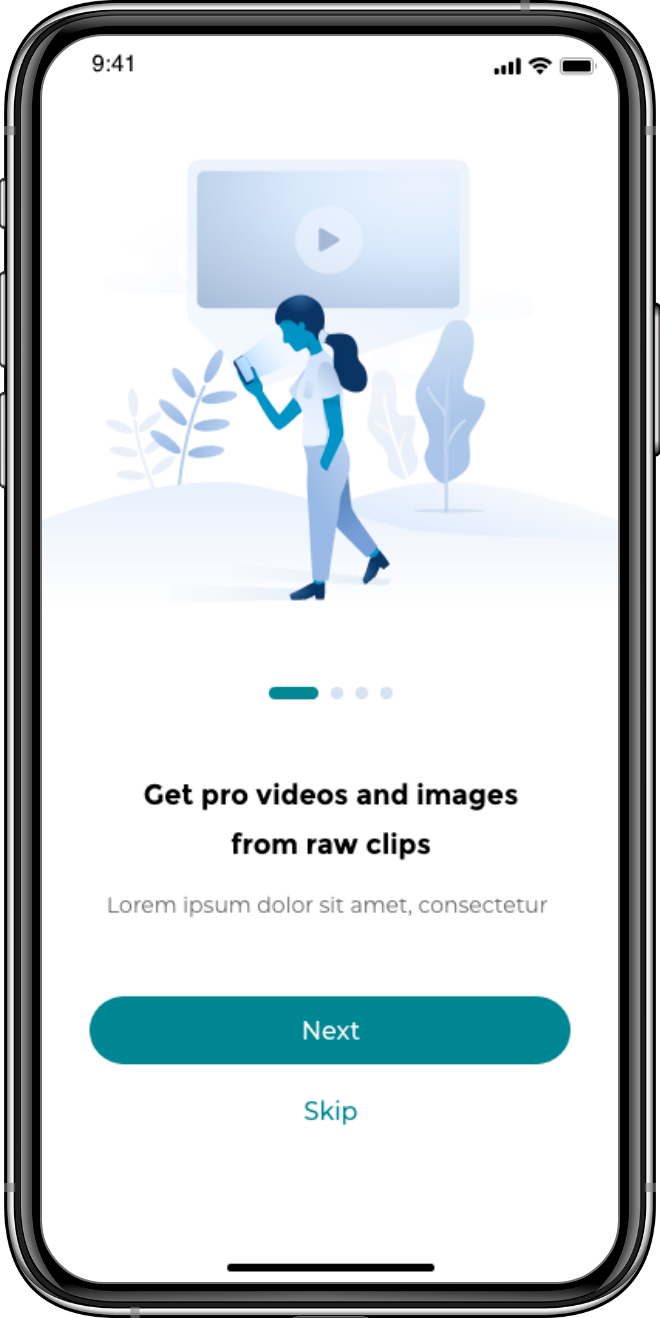 9:41
Get pro videos and images
from raw clips
Lorem ipsum dolor sit amet, consectetur
Next
Skip